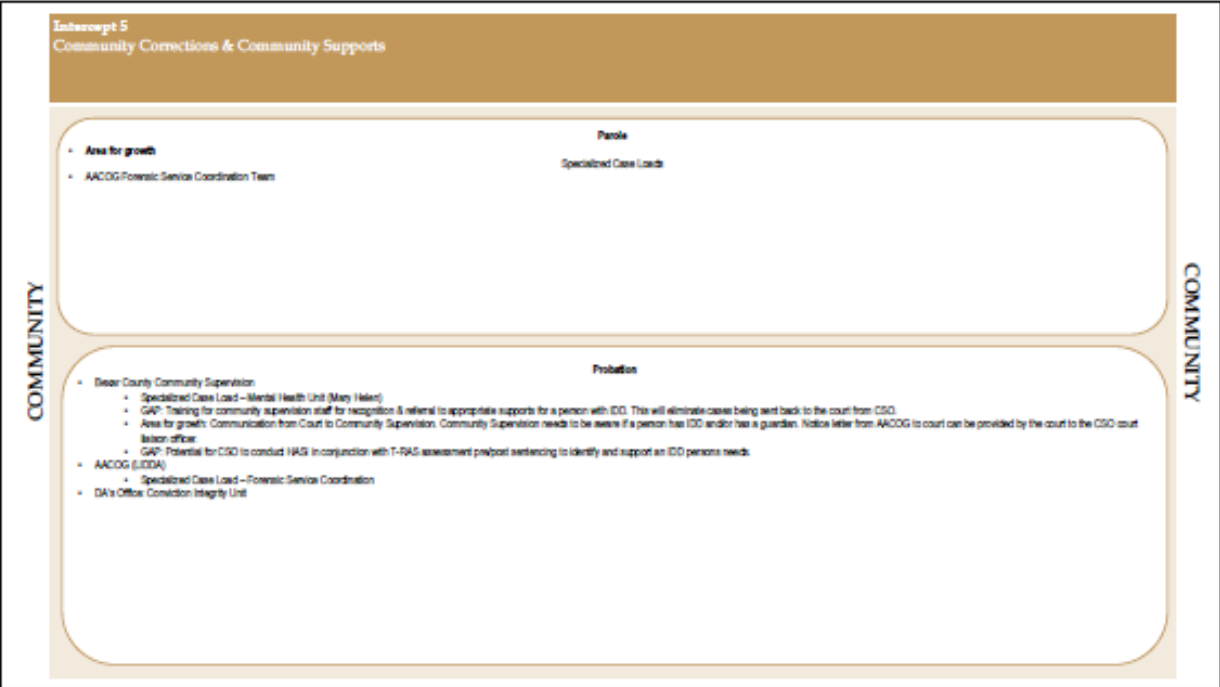 Intercept 5
Community Corrections & Community Supports
COMMUNITY
Parole
• Area for growth
Specialized Case Loads
• AACOG Forensic Service Coordination Team
Probation
• Bexar County Community Supervision
• Specialized Case Load – Mental Health Unit (Mary Helen)
• GAP: Training for community supervision staff for recognition & referral to appropriate supports for a person with IDD. This will eliminate cases being sent back to the court from CSO.
• Area for growth: Communication from Court to Community Supervision. Community Supervision needs to be aware if a person has IDD and/or has a guardian. Notice letter from AACOG to court can be provided by the court to the CSO court
liaison officer.
• GAP: Potential for CSO to conduct HASI in conjunction with T-RAS assessment pre/post sentencing to identify and support an IDD persons needs.
• AACOG (LIDDA)
• Specialized Case Load – Forensic Service Coordination
• DA's Office: Conviction Integrity Unit
COMMUNITY